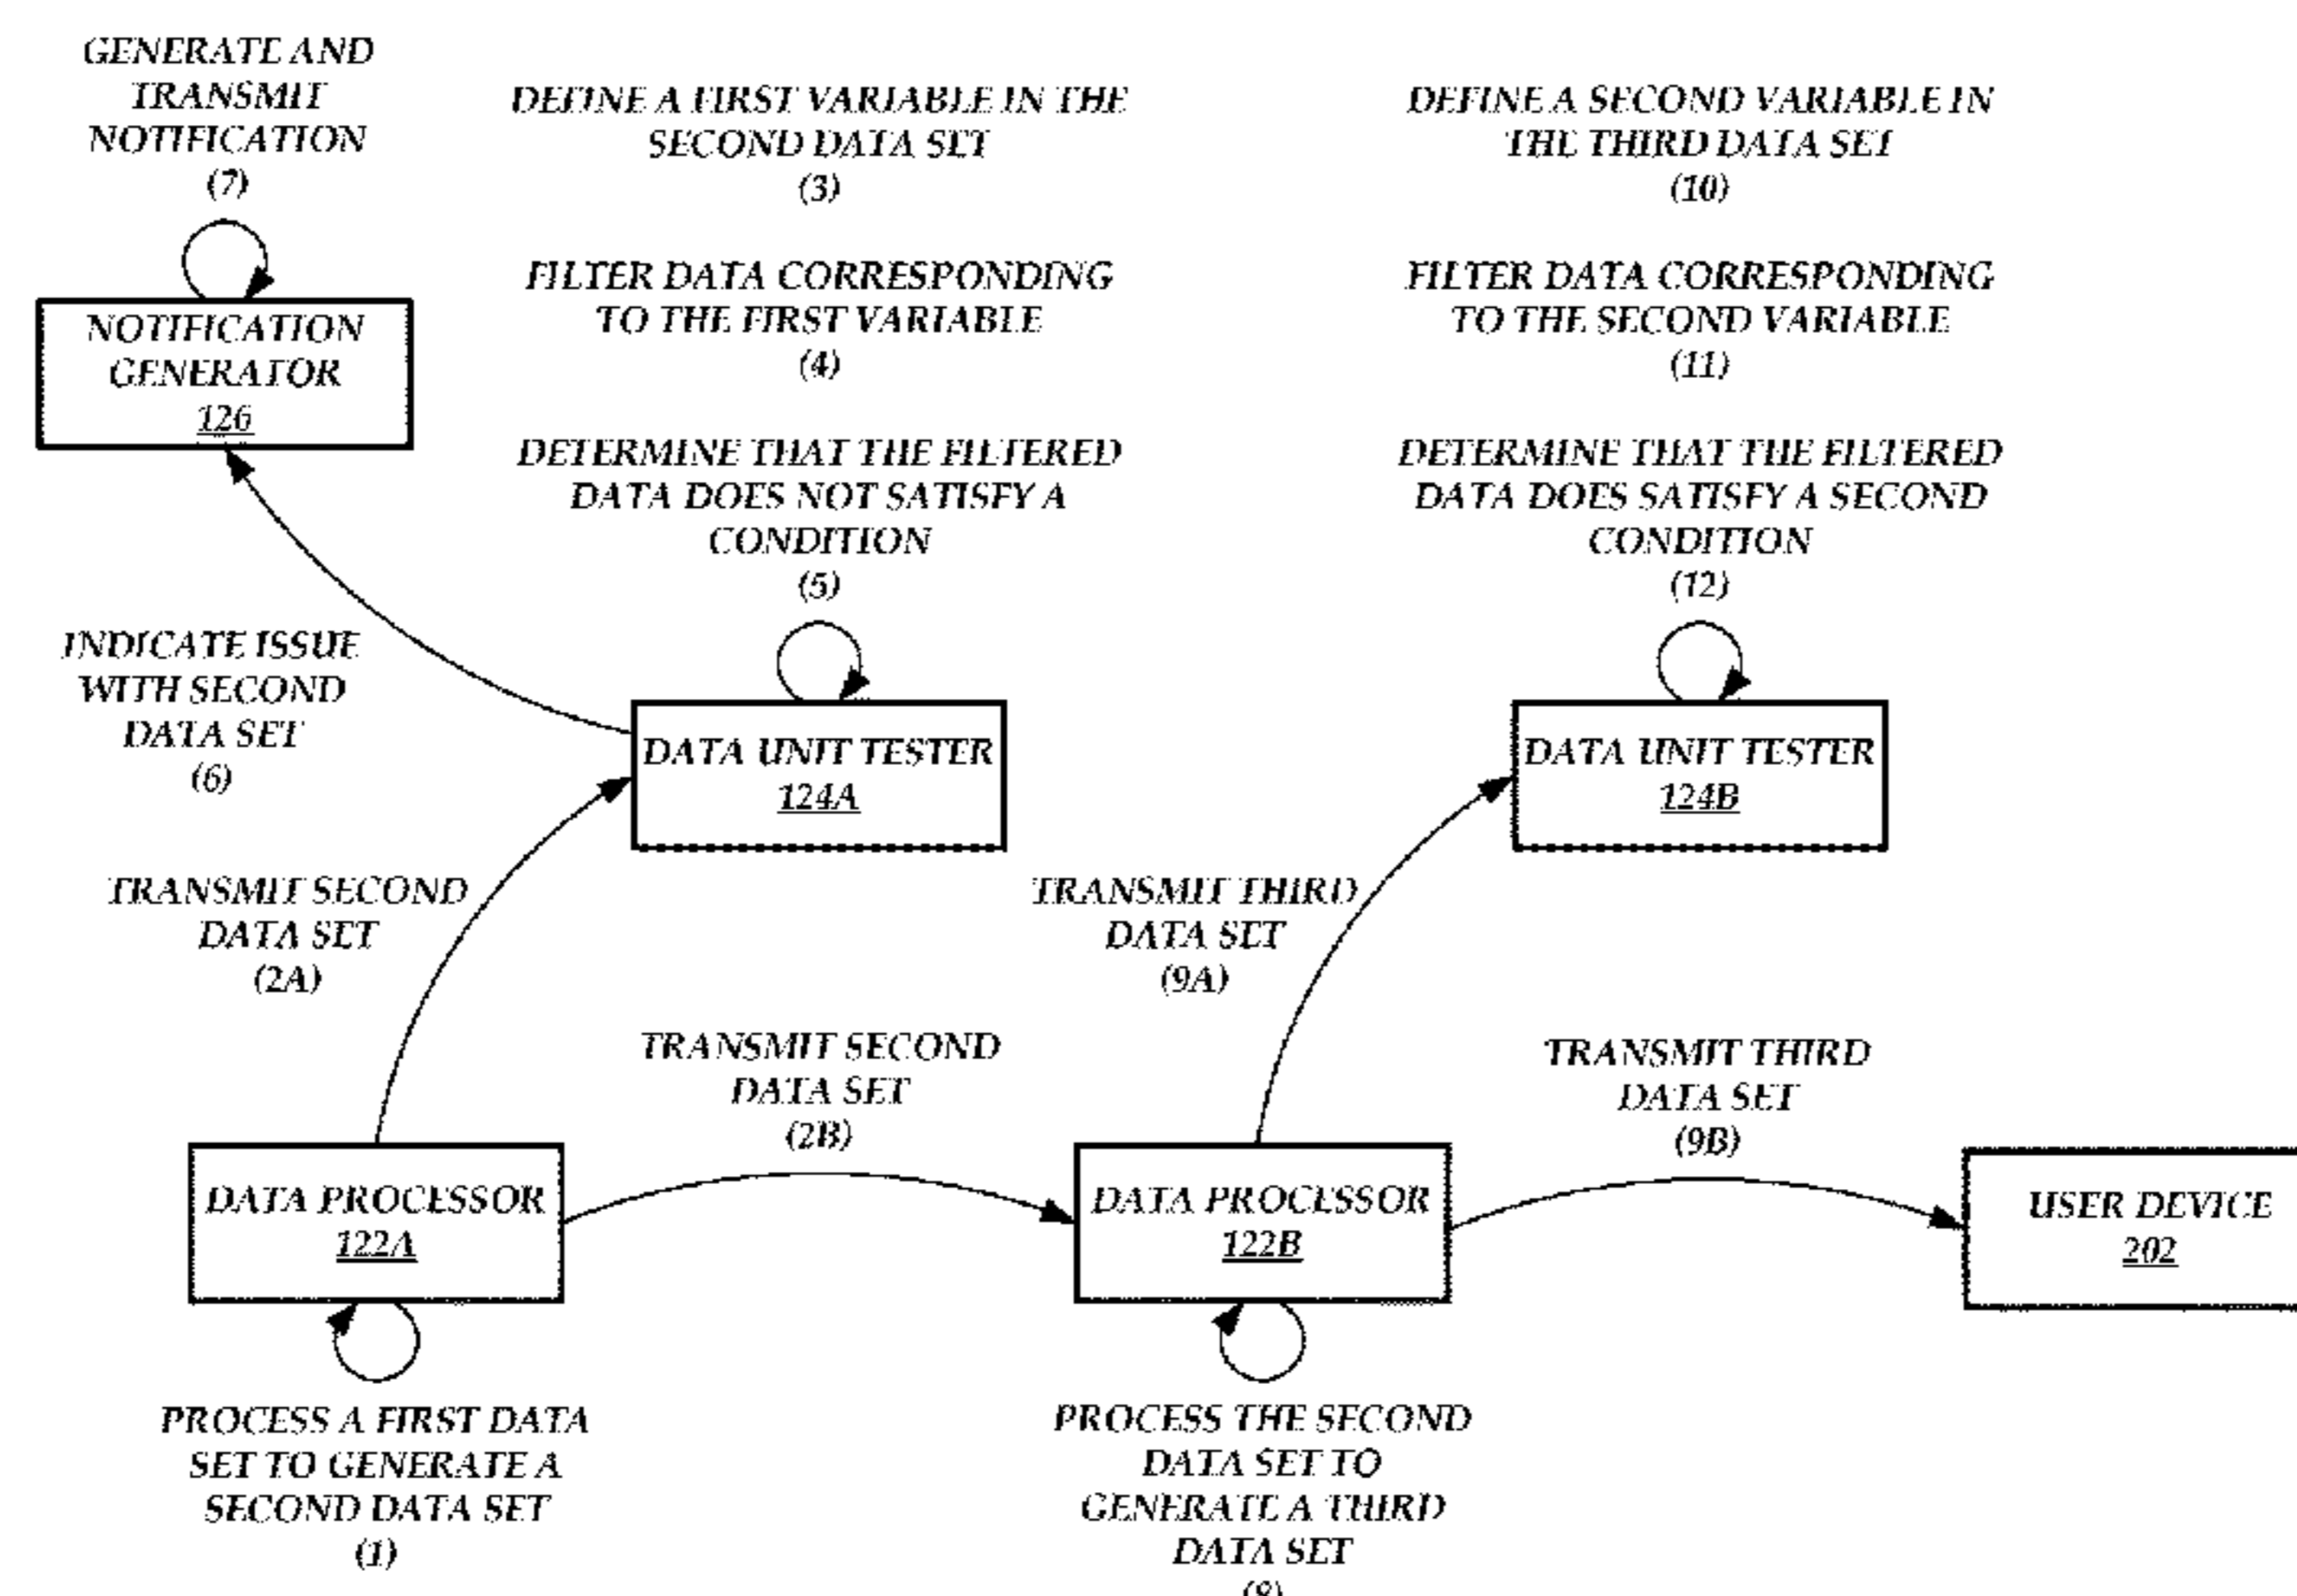 GENERATE AND
TRANSMIT
NOTIFICATION
(7)
NOTIFICATION
GENERATOR
126
DEFINE A FIRST VARIABLE IN THE
SECOND DATA SET
(3)
FILTER DATA CORRESPONDING
TO THE FIRST VARIABLE
(4)
DETERMINE THAT THE FILTERED
DATA DOES NOT SATISFY A
CONDITION
(5)
DEFINE A SECOND VARIABLE IN
THE THIRD DATA SET
(10)
FILTER DATA CORRESPONDING
TO THE SECOND VARIABLE
(11)
DETERMINE THAT THE FILTERED
DATA DOES SATISFY A SECOND
CONDITION
(12)
INDICATE ISSUE
WITH SECOND
DATA SET
(6)
DATA UNIT TESTER
124A
DATA UNIT TESTER
124B
TRANSMIT SECOND
DATA SET
(2A)
TRANSMIT THIRD
DATA SET
(9A)
TRANSMIT SECOND
DATA SET
(2B)
TRANSMIT THIRD
DATA SET
(9B)
DATA PROCESSOR
122A
DATA PROCESSOR
122B
USER DEVICE
202
PROCESS A FIRST DATA
SET TO GENERATE A
SECOND DATA SET
(1)
PROCESS THE SECOND
DATA SET TO
GENERATE A THIRD
DATA SET
(8)